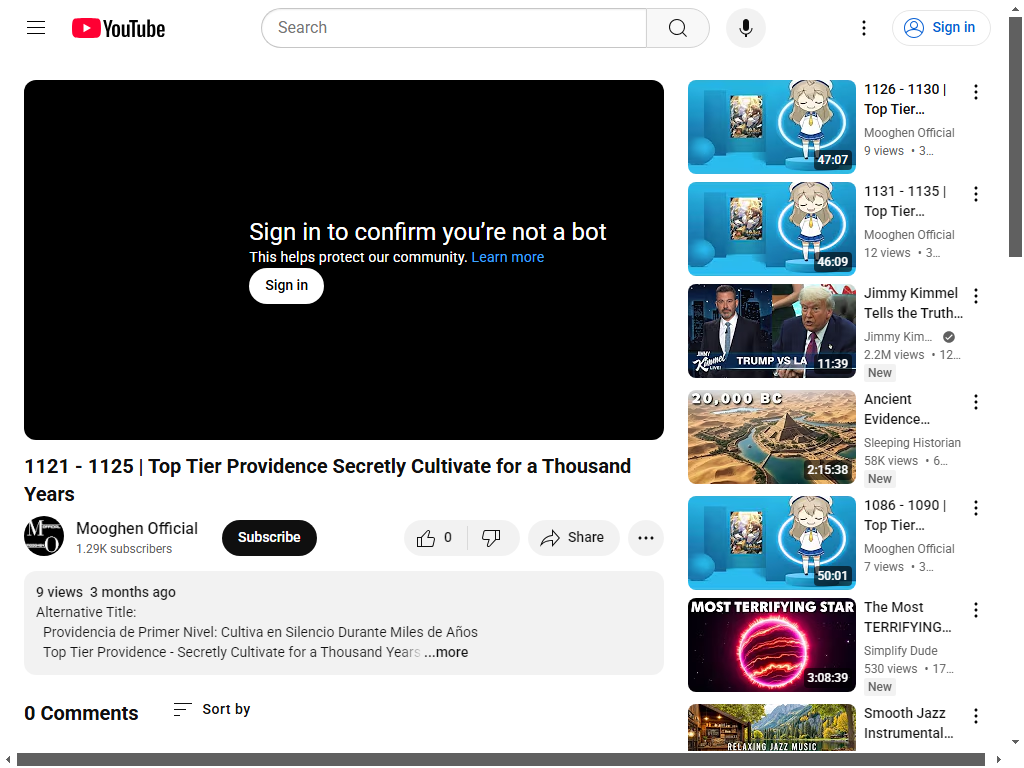 YouTube
Search
Sign in
Sign in to confirm you're not a bot
This helps protect our community. Learn more
Sign in
1121 - 1125 | Top Tier Providence Secretly Cultivate for a Thousand
Years
Mooghen Official
1.29K subscribers
Subscribe
0
Share
9 views 3 months ago
Alternative Title:
Providencia de Primer Nivel: Cultiva en Silencio Durante Miles de Años
Top Tier Providence - Secretly Cultivate for a Thousand Years ...more
0 Comments
Sort by
47:07
1126 - 1130 |
Top Tier...
Mooghen Official
9 views • 3...
46:09
1131 - 1135 |
Top Tier...
Mooghen Official
12 views • 3...
JIMMY
Kimmel
LIVE!
TRUMP VS LA
11:39
Jimmy Kimmel
Tells the Truth...
Jimmy Kim...
2.2M views • 12...
New
20,000 BC
2:15:38
Ancient
Evidence...
Sleeping Historian
58K views • 6...
New
50:01
1086 - 1090 |
Top Tier...
Mooghen Official
7 views • 3...
MOST TERRIFYING STAR
3:08:39
The Most
TERRIFYING...
Simplify Dude
530 views • 17...
New
RELAXING JAZZ MUSIC
Smooth Jazz
Instrumental...